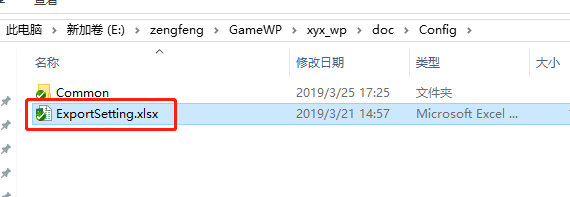 查看
此电脑 > 新加卷 (E:) > zengfeng > GameWP > xyx_wp > doc > Config >
名称 修改日期 类型 大小
Common 2019/3/25 17:25 文件夹
ExportSetting.xlsx 2019/3/21 14:57 Microsoft Excel ...